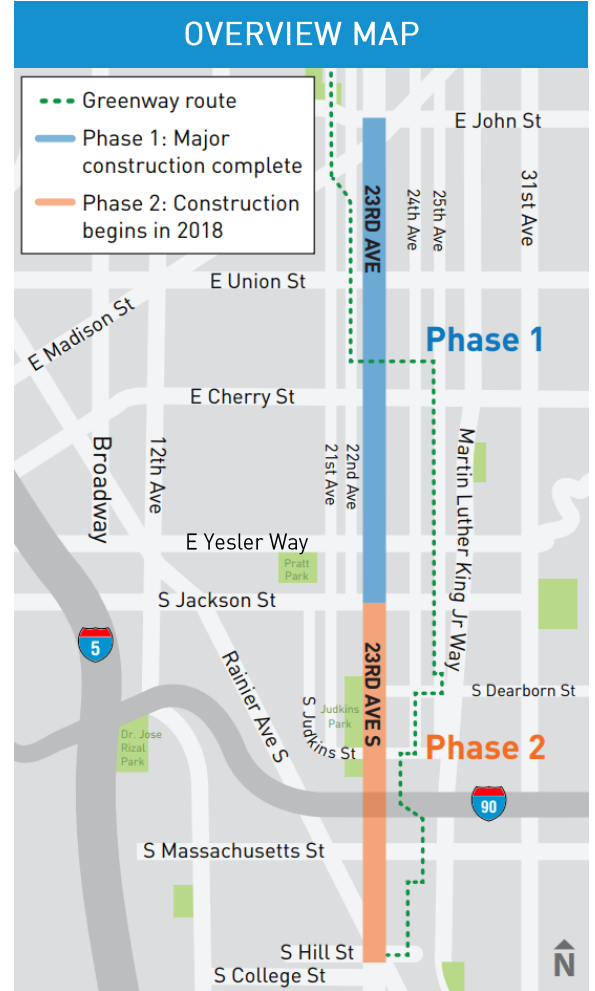 OVERVIEW MAP
Greenway route
Phase 1: Major
construction complete
Phase 2: Construction
begins in 2018
E John St
23RD AVE
24th Ave
25th Ave
31st Ave
E Union St
E Madison St
Phase 1
E Cherry St
Broadway
12th Ave
21st Ave
22nd Ave
Martin Luther King Jr Way
E Yesler Way
Pratt
Park
S Jackson St
5
Rainier Ave S
S Judkins St
Judkins
Park
23RD AVE S
S Dearborn St
Dr. Jose
Rizal
Park
Phase 2
90
S Massachusetts St
S Hill St
S College St
N